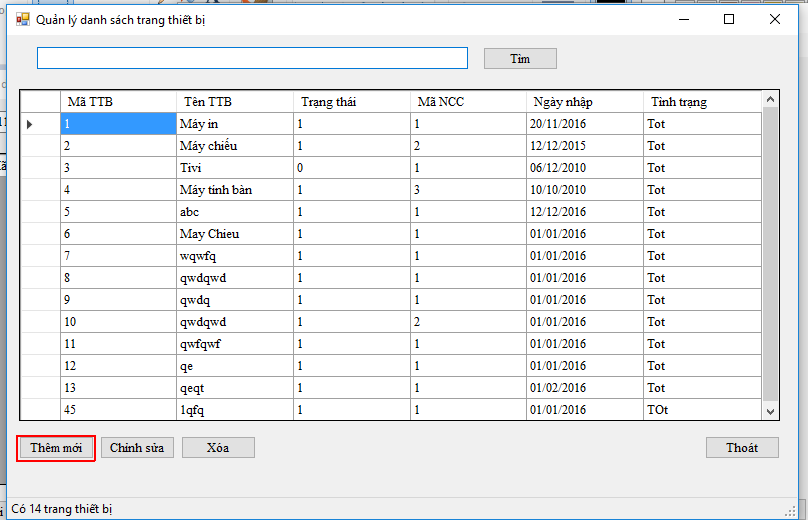 Quản lý danh sách trang thiết bị
Tìm
Mã TTB Tên TTB Trạng thái Mã NCC Ngày nhập Tình trạng
1 Máy in 1 1 20/11/2016 Tot
2 Máy chiếu 1 2 12/12/2015 Tot
3 Tivi 0 1 06/12/2010 Tot
4 Máy tính bàn 1 3 10/10/2010 Tot
5 abc 1 1 12/12/2016 Tot
6 May Chieu 1 1 01/01/2016 Tot
7 wqwfq 1 1 01/01/2016 Tot
8 qwdqwd 1 1 01/01/2016 Tot
9 qwdq 1 1 01/01/2016 Tot
10 qwdqwd 1 2 01/01/2016 Tot
11 qwfqwf 1 1 01/01/2016 Tot
12 qe 1 1 01/01/2016 Tot
13 qeqt 1 1 01/02/2016 Tot
45 1qfq 1 1 01/01/2016 TOt
Thêm mới Chỉnh sửa Xóa Thoát
Có 14 trang thiết bị